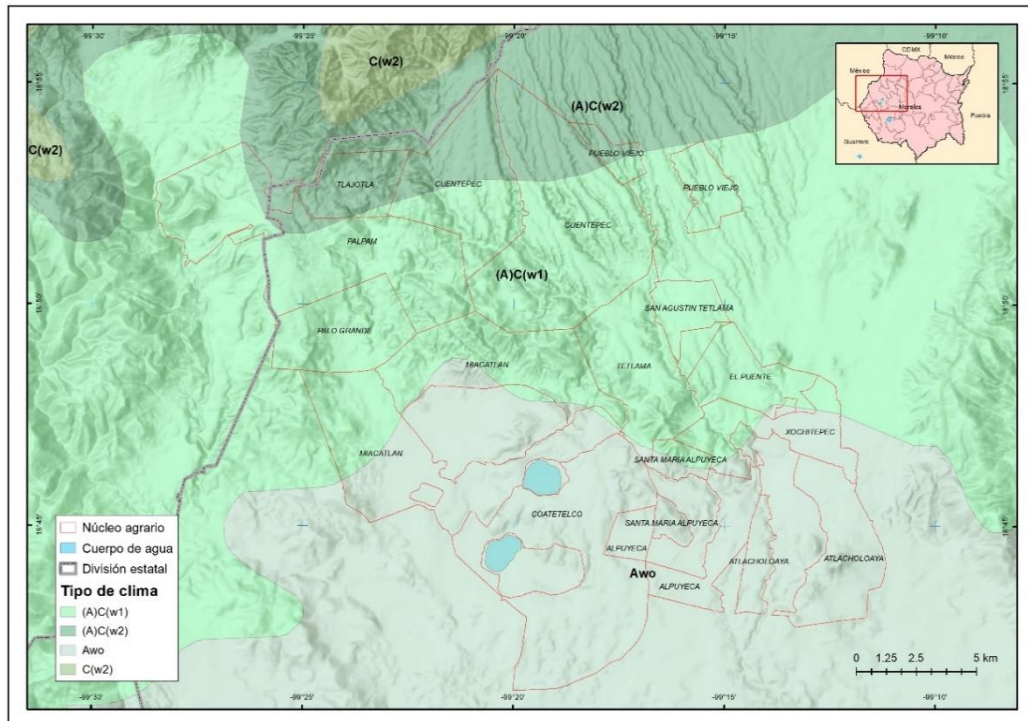 -99°30'
-99°25'
-99°20'
-99°15'
-99°10'
18°55'
18°55'
C(w2)
(A)C(w2)
C(w2)
CDMX
México
México
Morelos
Puebla
Guerrero
TLAJOTLA
CUENTEPEC
PUEBLO VIEJO
PUEBLO VIEJO
CUENTEPEC
PALPAM
(A)C(w1)
18°50'
18°50'
SAN AGUSTIN TETLAMA
PALO GRANDE
MIACATLAN
TETLAMA
EL PUENTE
XOCHITEPEC
MIACATLAN
SANTA MARIA ALPUYECA
18°45'
18°45'
COATETELCO
SANTA MARIA ALPUYECA
ALPUYECA
ATLACHOLOAYA
ATLACHOLOAYA
Awo
ALPUYECA
Núcleo agrario
Cuerpo de agua
División estatal
Tipo de clima
(A)C(w1)
(A)C(w2)
Awo
C(w2)
0 1.25 2.5 5 km
-99°30'
-99°25'
-99°20'
-99°15'
-99°10'